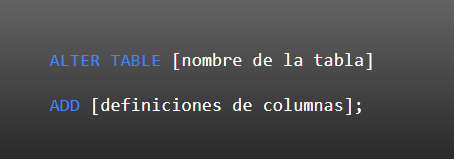 ALTER TABLE [nombre de la tabla]
ADD [definiciones de columnas];